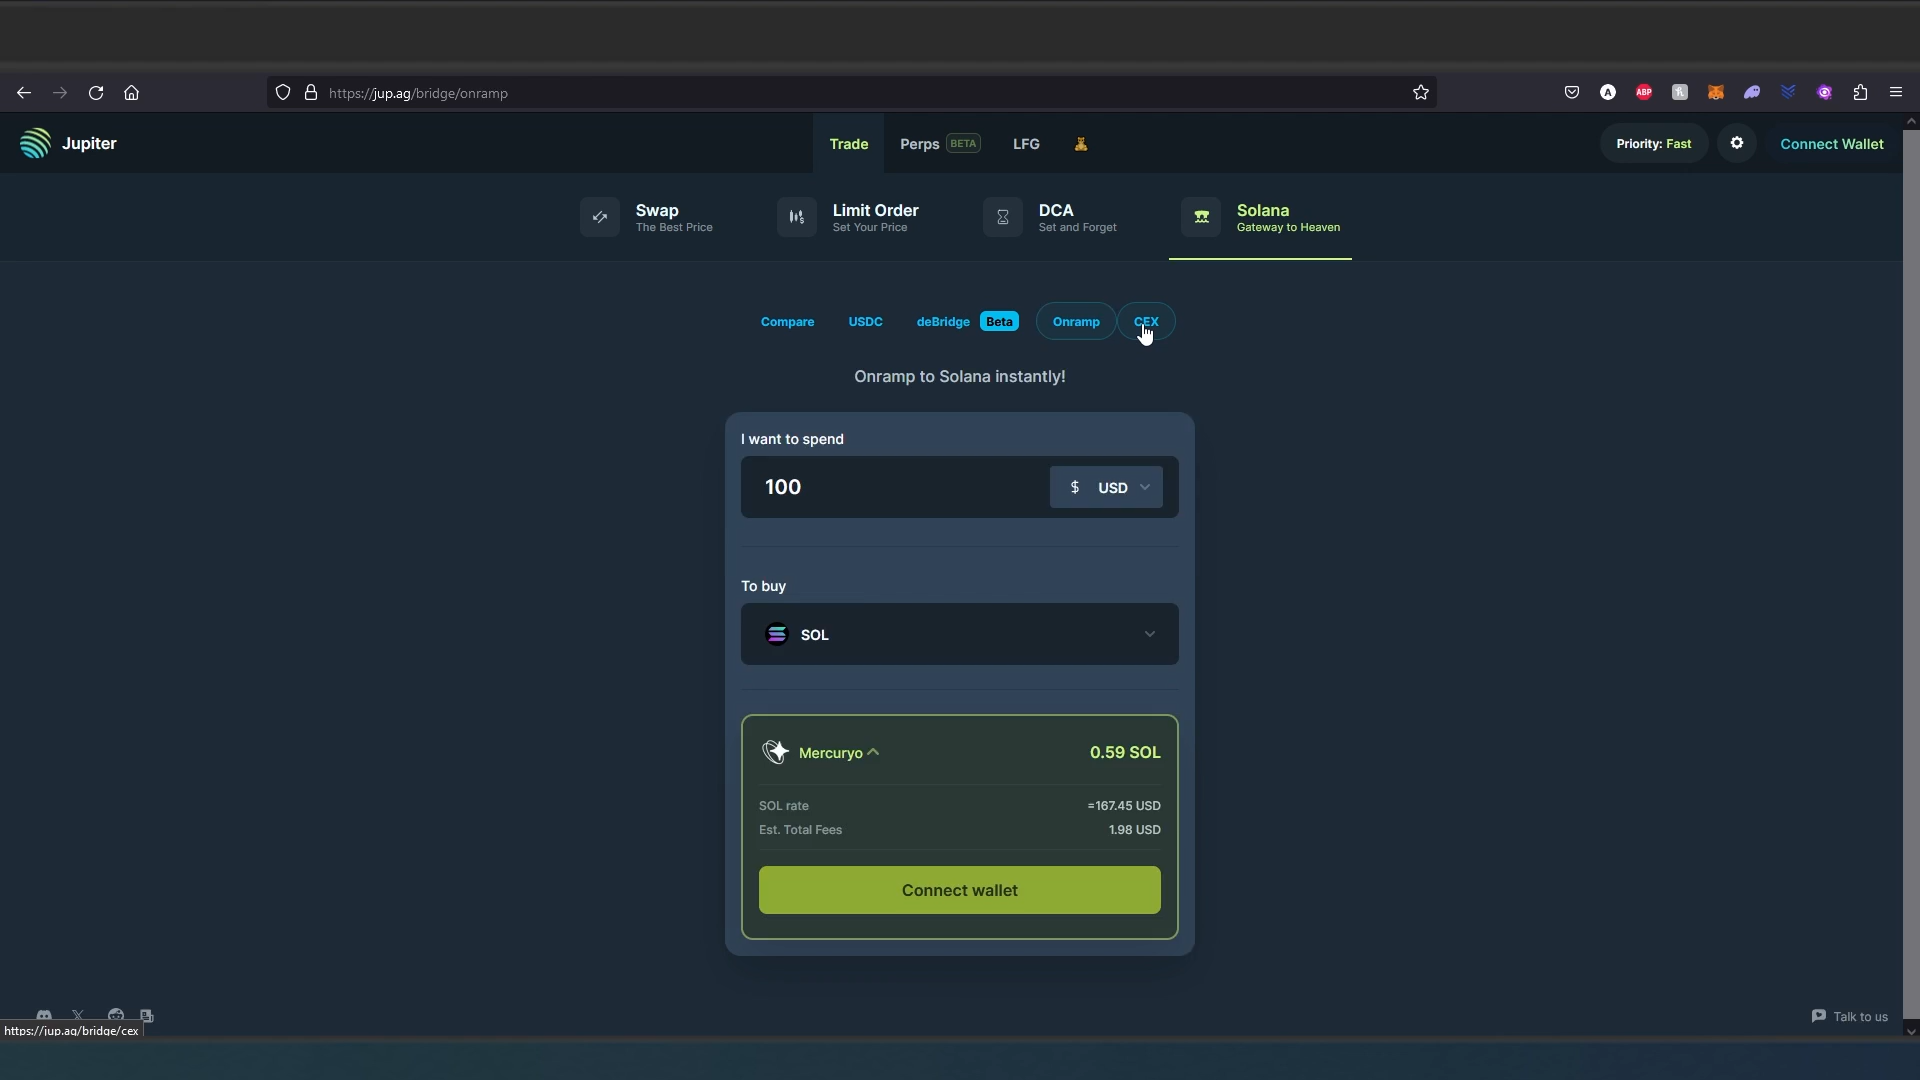 https://jup.ag/bridge/onramp
A
ABP
Jupiter
Trade
Perps BETA
LFG
Priority: Fast
Connect Wallet
Swap
The Best Price
Limit Order
Set Your Price
DCA
Set and Forget
Solana
Gateway to Heaven
Compare
USDC
deBridge Beta
Onramp
CEX
Onramp to Solana instantly!
I want to spend
100
$ USD
To buy
SOL
Mercuryo
0.59 SOL
SOL rate
=167.45 USD
Est. Total Fees
1.98 USD
Connect wallet
Talk to us
https://jup.ag/bridge/cex